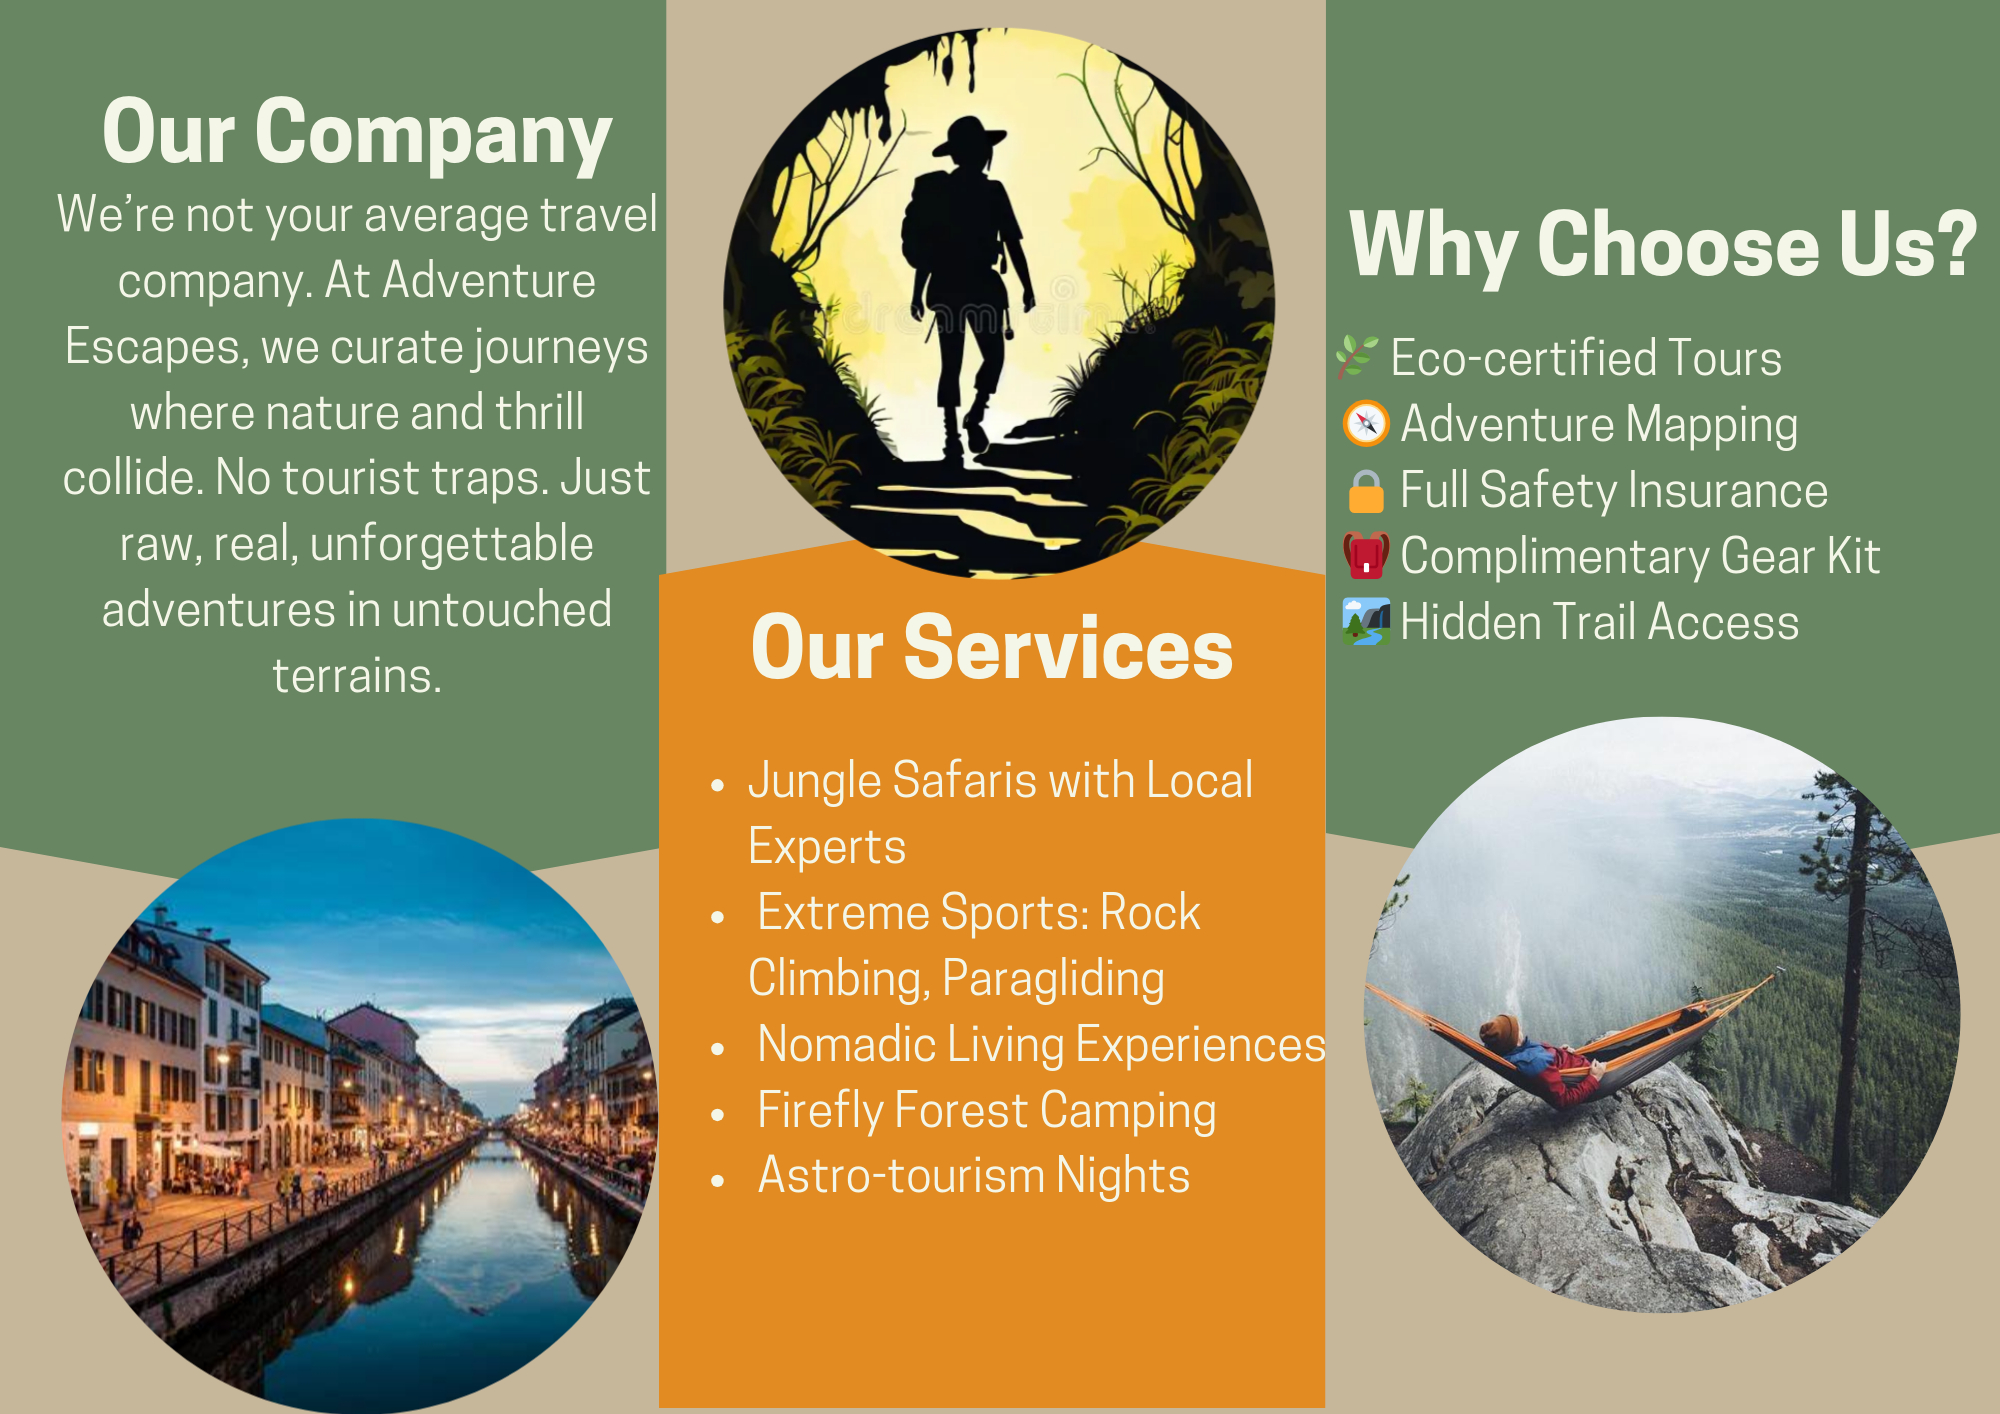 Our Company
We’re not your average travel
company. At Adventure
Escapes, we curate journeys
where nature and thrill
collide. No tourist traps. Just
raw, real, unforgettable
adventures in untouched
terrains.
dreamstime.
Our Services
• Jungle Safaris with Local
Experts
• Extreme Sports: Rock
Climbing, Paragliding
• Nomadic Living Experiences
• Firefly Forest Camping
• Astro-tourism Nights
Why Choose Us?
🌿 Eco-certified Tours
🧭 Adventure Mapping
🔒 Full Safety Insurance
🎒 Complimentary Gear Kit
🏞️ Hidden Trail Access